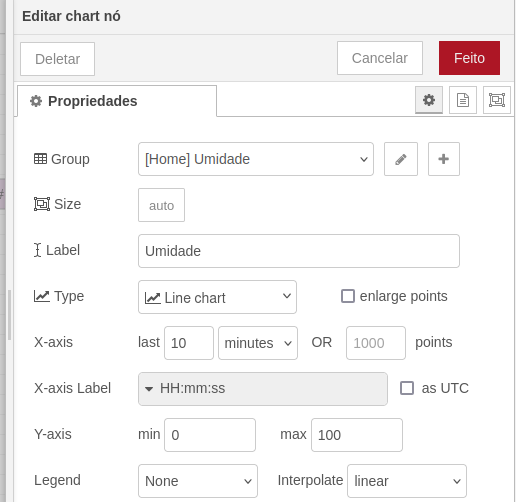 Editar chart nó
Deletar Cancelar Feito
Propriedades
Group [Home] Umidade
Size auto
Label Umidade
Type Line chart enlarge points
X-axis last 10 minutes OR 1000 points
X-axis Label HH:mm:ss as UTC
Y-axis min 0 max 100
Legend None Interpolate linear